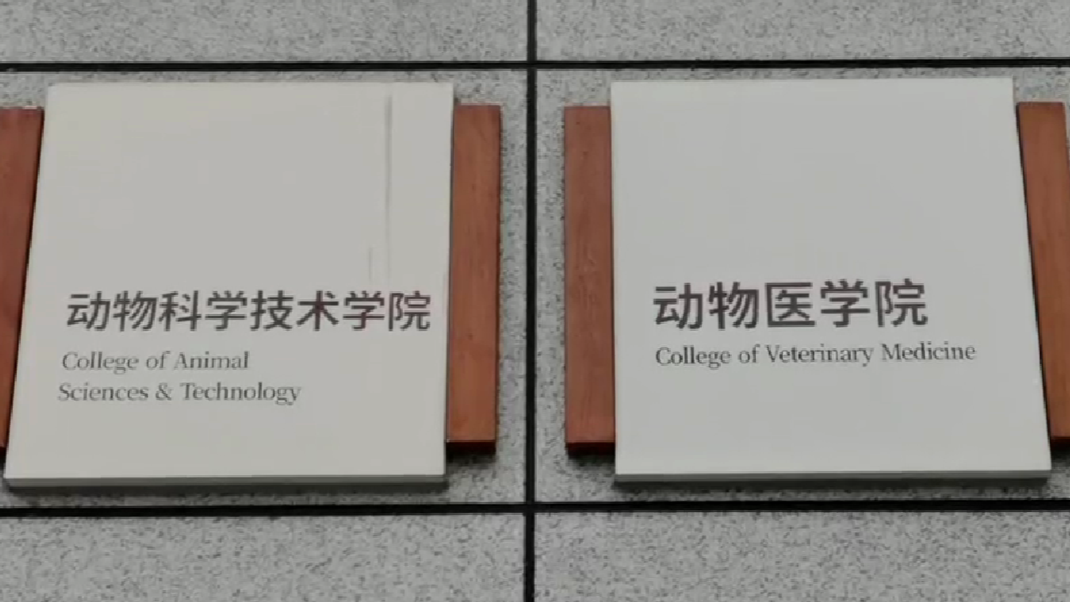 动物科学技术学院
College of Animal
Sciences & Technology
动物医学院
College of Veterinary Medicine